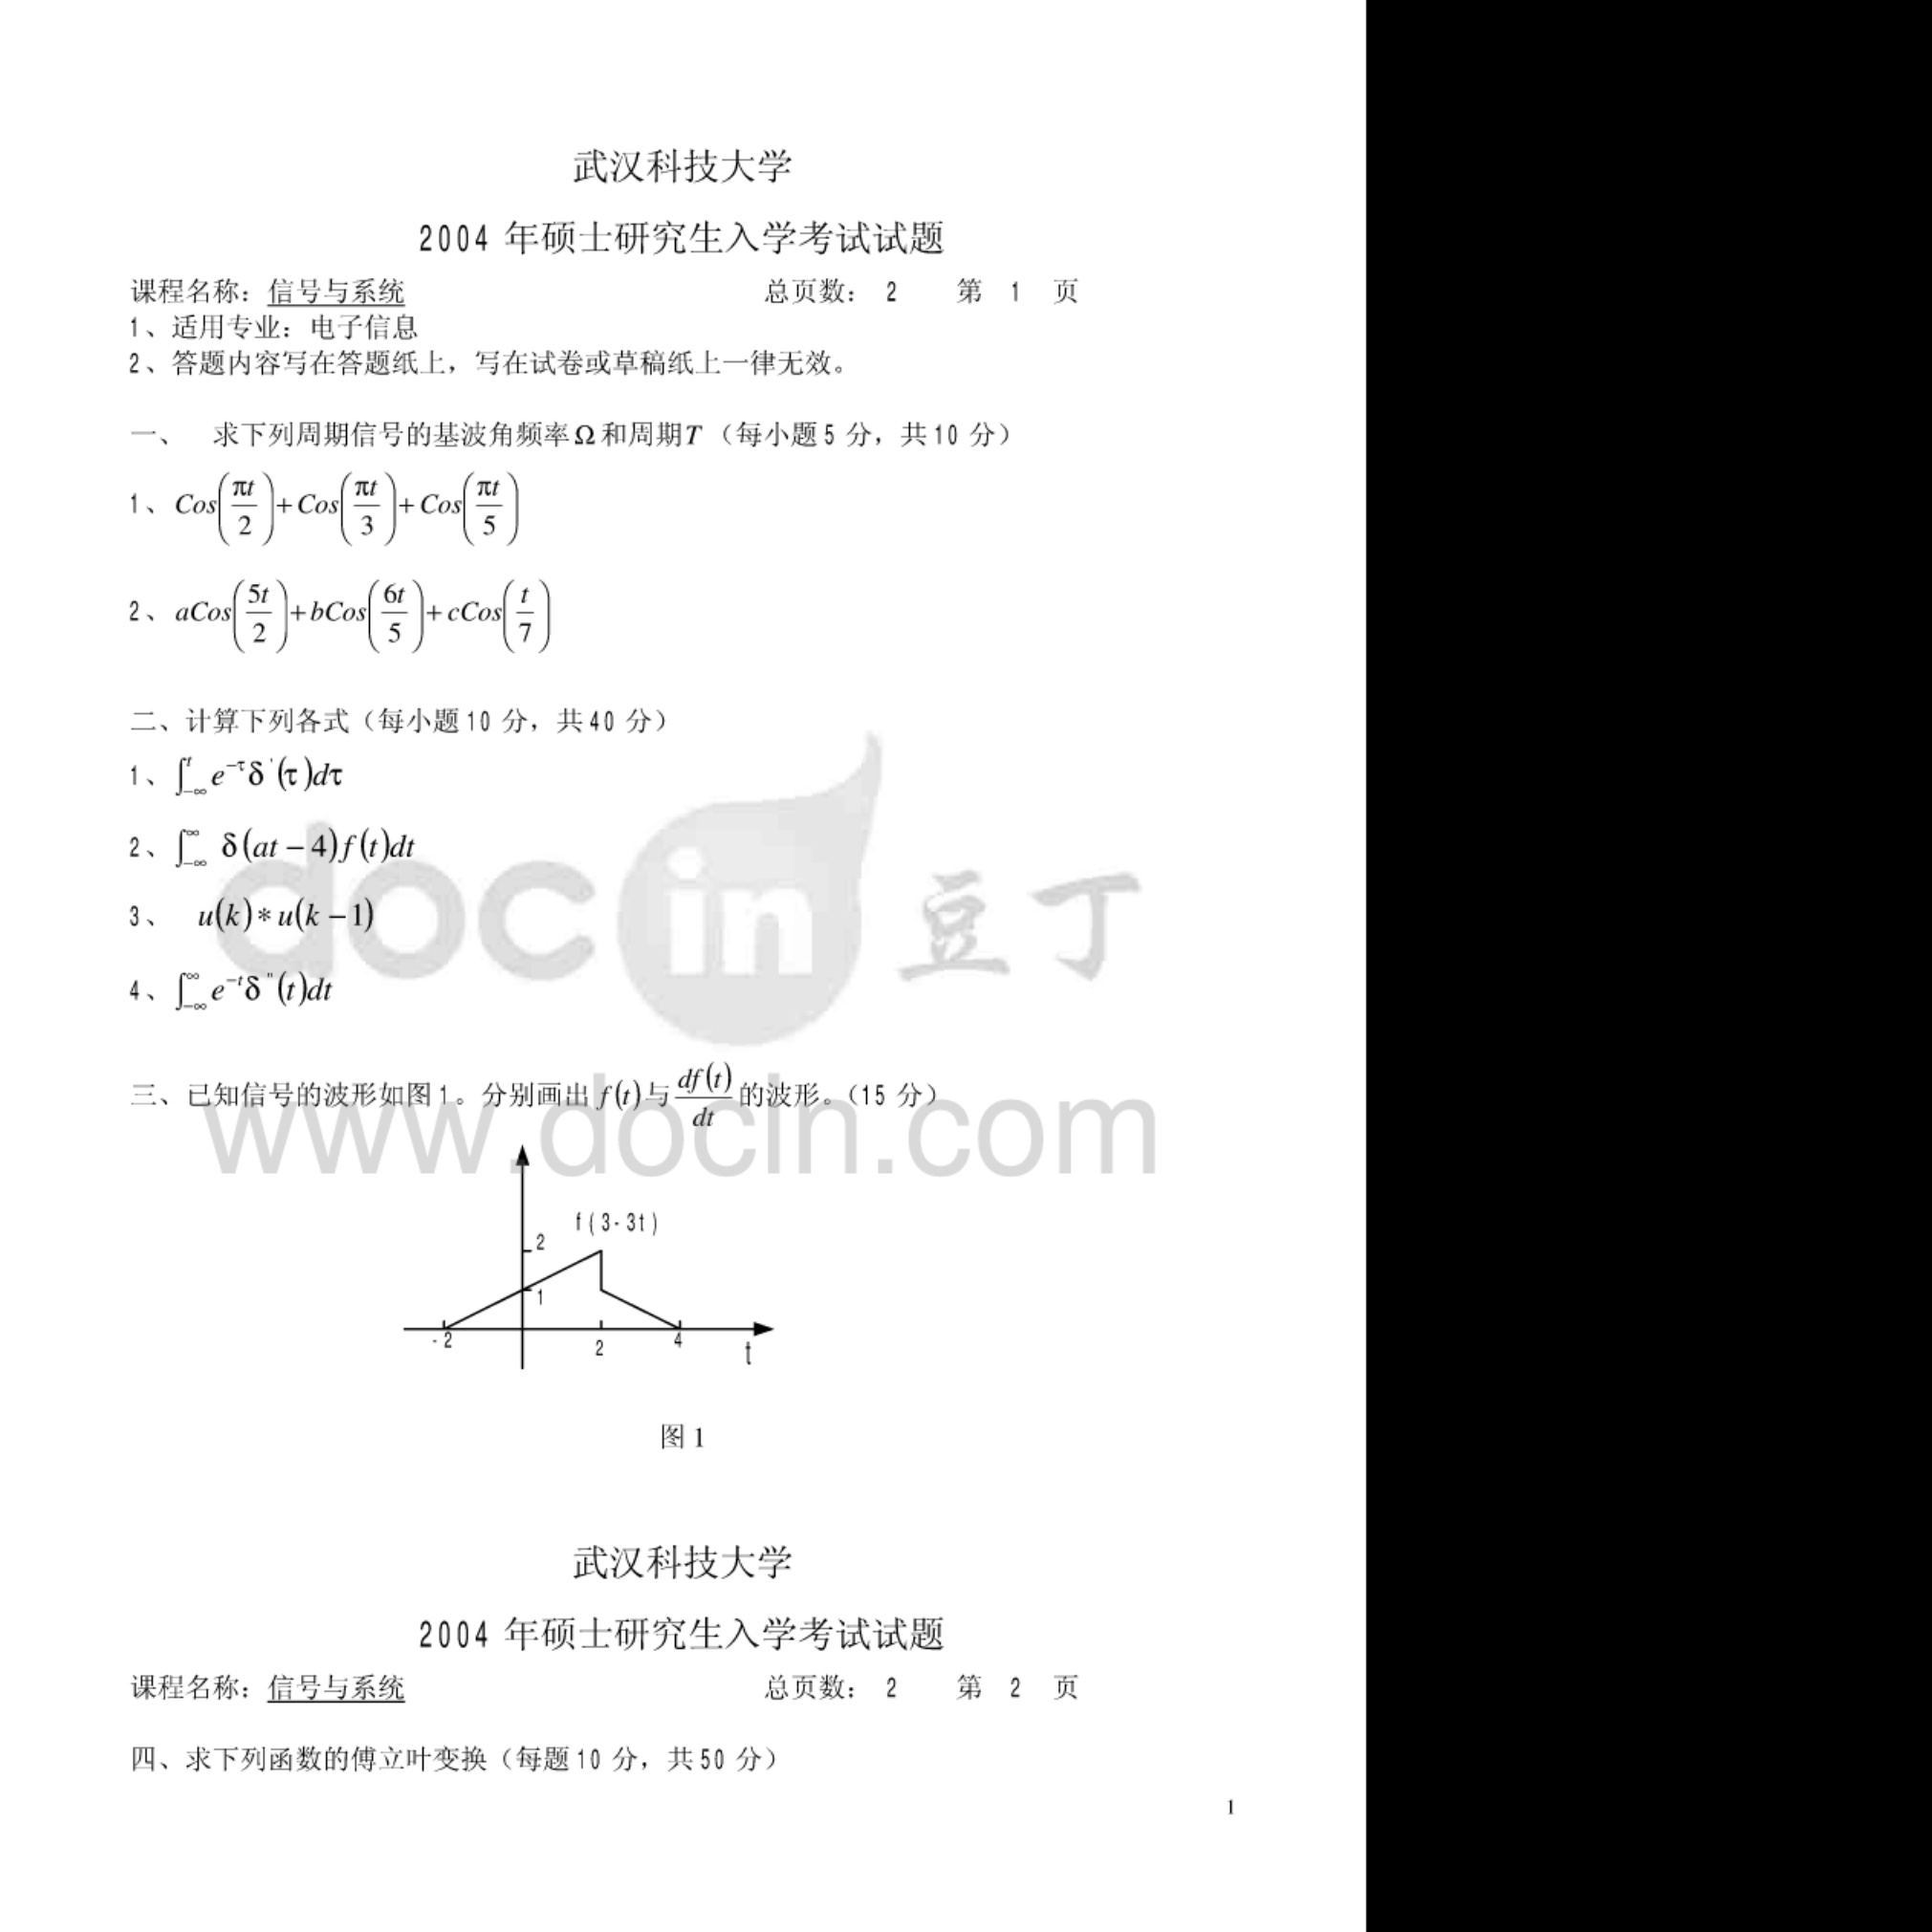 武汉科技大学
2004 年硕士研究生入学考试试题
课程名称：信号与系统 总页数： 2 第 1 页
1、适用专业：电子信息
2、答题内容写在答题纸上，写在试卷或草稿纸上一律无效。
一、 求下列周期信号的基波角频率Ω和周期T（每小题5 分，共10 分）
1、Cos(πt/2)+Cos(πt/3)+Cos(πt/5)
2、aCos(5t/2)+bCos(6t/5)+cCos(t/7)
二、计算下列各式（每小题10 分，共40 分）
1、∫_{-∞}^{t} e^{-τ}δ'(τ)dτ
2、∫_{-∞}^{∞} δ(at-4)f(t)dt
3、 u(k)*u(k-1)
4、∫_{-∞}^{∞} e^{-t}δ"(t)dt
三、已知信号的波形如图1。分别画出f(t)与df(t)/dt的波形。（15 分）
f(3-3t)
2
1
-2
2
4
t
图1
武汉科技大学
2004 年硕士研究生入学考试试题
课程名称：信号与系统 总页数： 2 第 2 页
四、求下列函数的傅立叶变换（每题10 分，共50 分）
1
docin 豆丁
www.docin.com